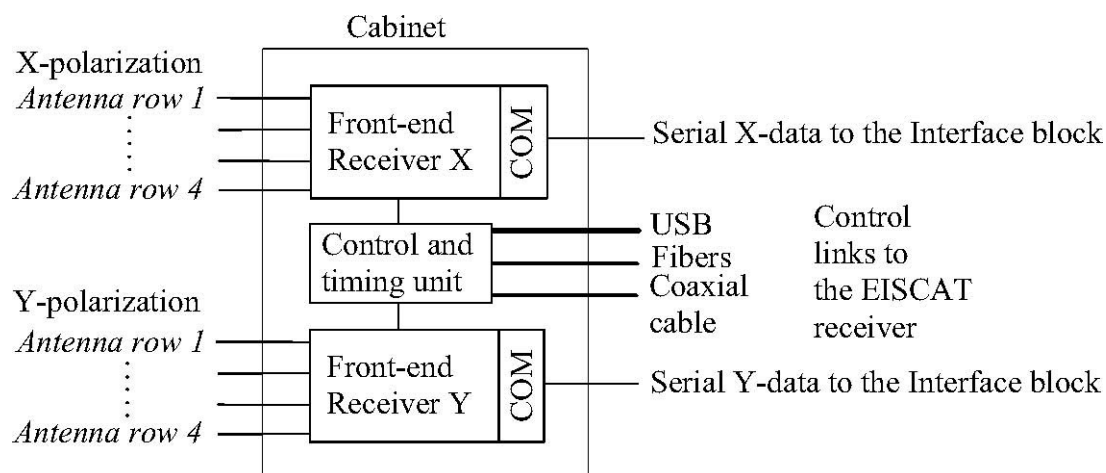 Cabinet
X-polarization
Antenna row 1
Antenna row 4
Front-end
Receiver X
COM
Serial X-data to the Interface block
Control and
timing unit
USB
Fibers
Coaxial
cable
Control
links to
the EISCAT
receiver
Y-polarization
Antenna row 1
Antenna row 4
Front-end
Receiver Y
COM
Serial Y-data to the Interface block